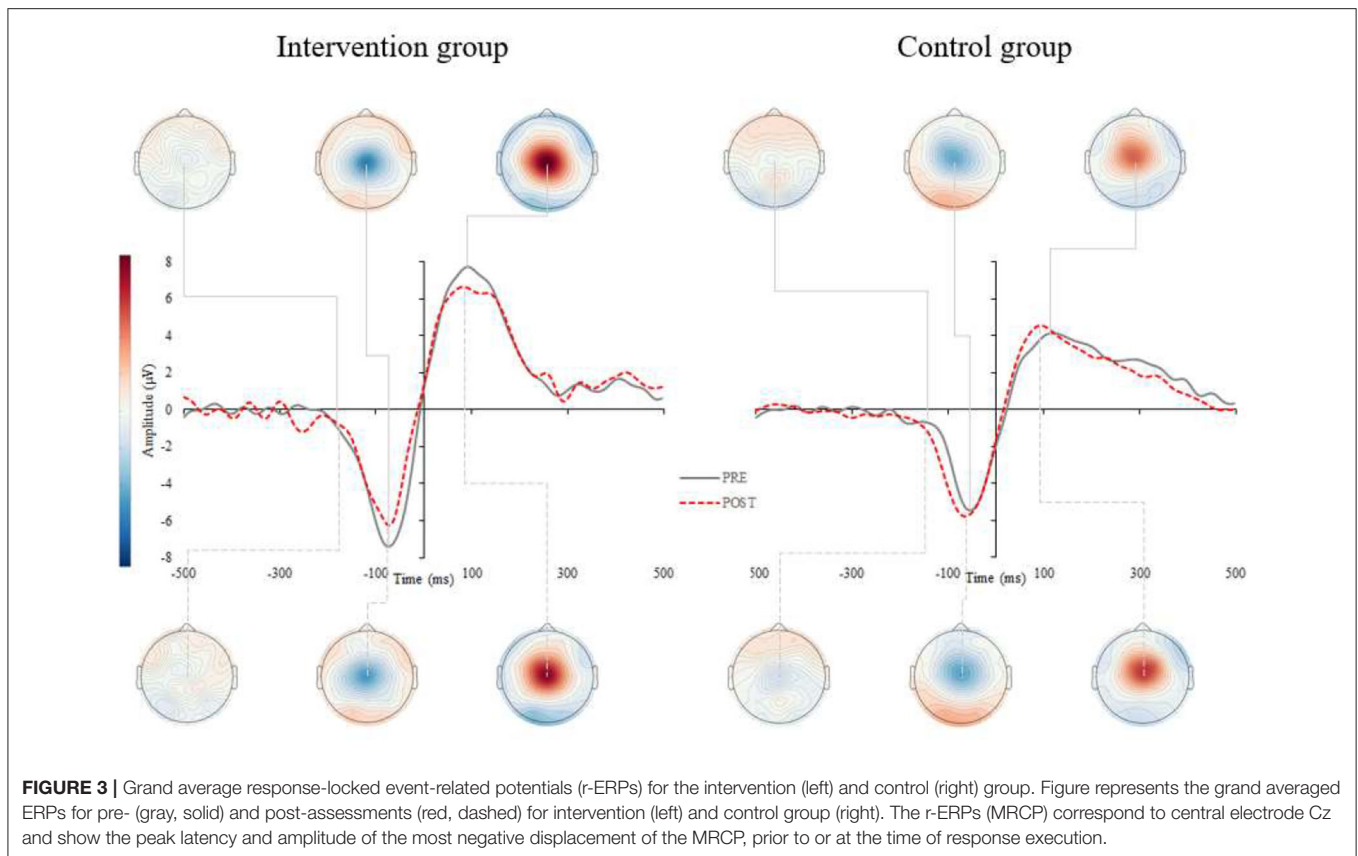 Intervention group
Control group
8
6
4
2
0
-2
-4
-6
-8
Amplitude (μV)
-500
-300
-100
100
300
500
Time (ms)
PRE
POST
500
-300
-100
100
300
500
Time (ms)
FIGURE 3 | Grand average response-locked event-related potentials (r-ERPs) for the intervention (left) and control (right) group. Figure represents the grand averaged
ERPs for pre- (gray, solid) and post-assessments (red, dashed) for intervention (left) and control group (right). The r-ERPs (MRCP) correspond to central electrode Cz
and show the peak latency and amplitude of the most negative displacement of the MRCP, prior to or at the time of response execution.